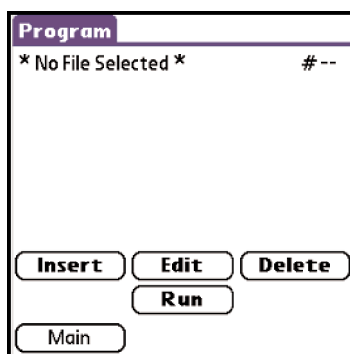 Program
* No File Selected * #--
Insert Edit Delete
Run
Main